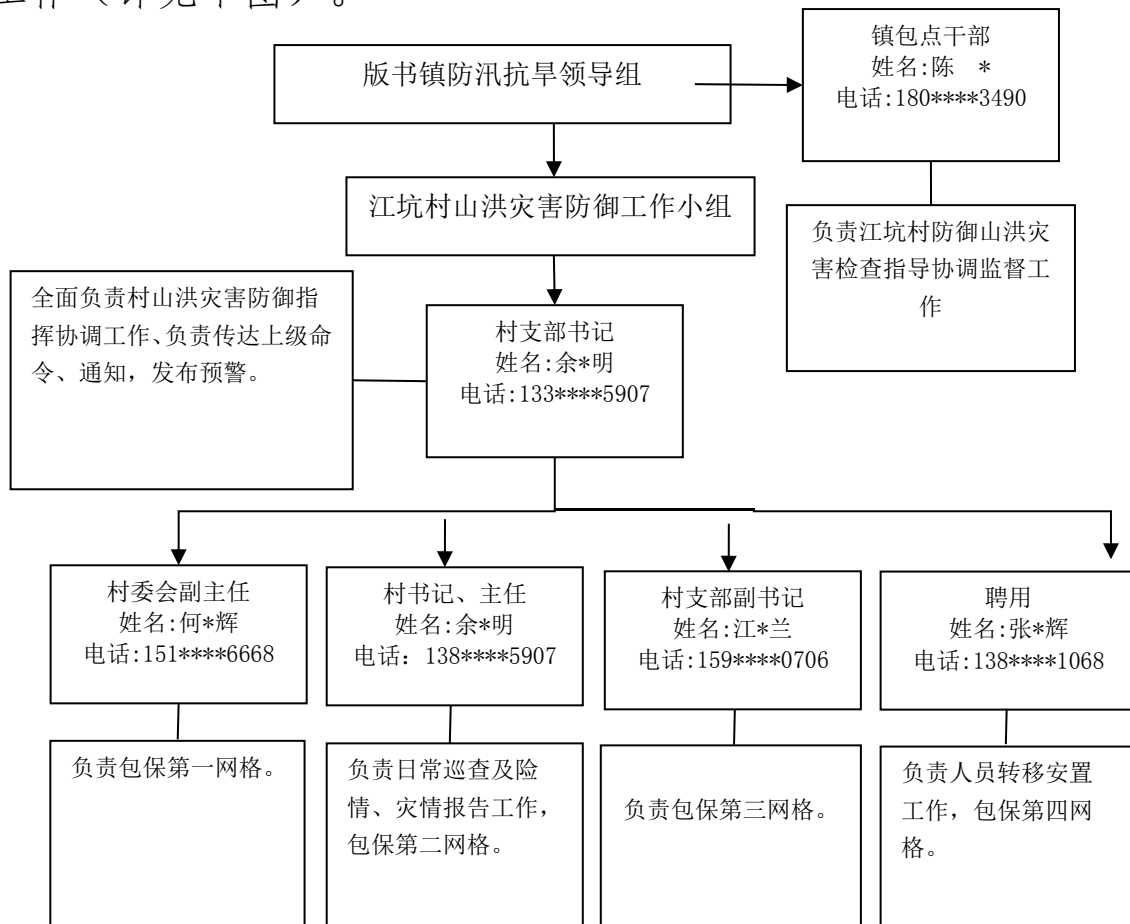 版书镇防汛抗旱领导组
镇包点干部
姓名:陈 *
电话:180****3490
江坑村山洪灾害防御工作小组
负责江坑村防御山洪灾
害检查指导协调监督工
作
全面负责村山洪灾害防御指
挥协调工作、负责传达上级命
令、通知，发布预警。
村支部书记
姓名:余*明
电话:133****5907
村委会副主任
姓名:何*辉
电话:151****6668
村书记、主任
姓名:余*明
电话：138****5907
村支部副书记
姓名:江*兰
电话:159****0706
聘用
姓名:张*辉
电话:138****1068
负责包保第一网格。
负责日常巡查及险
情、灾情报告工作，
包保第二网格。
负责包保第三网格。
负责人员转移安置
工作，包保第四网
格。